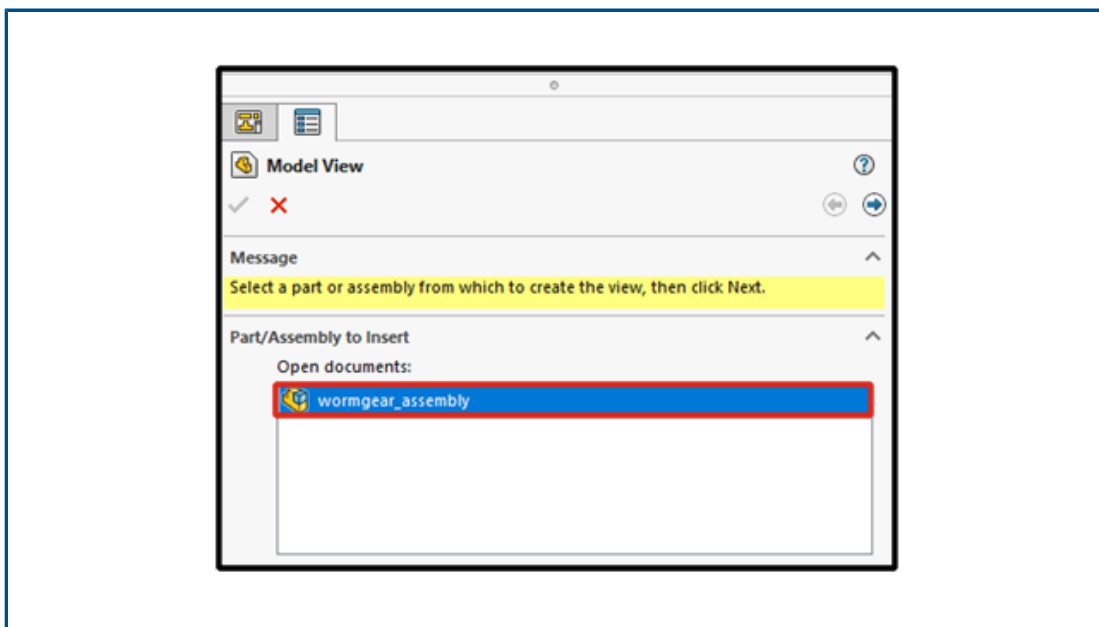 Model View
Message
Select a part or assembly from which to create the view, then click Next.
Part/Assembly to Insert
Open documents:
wormgear_assembly